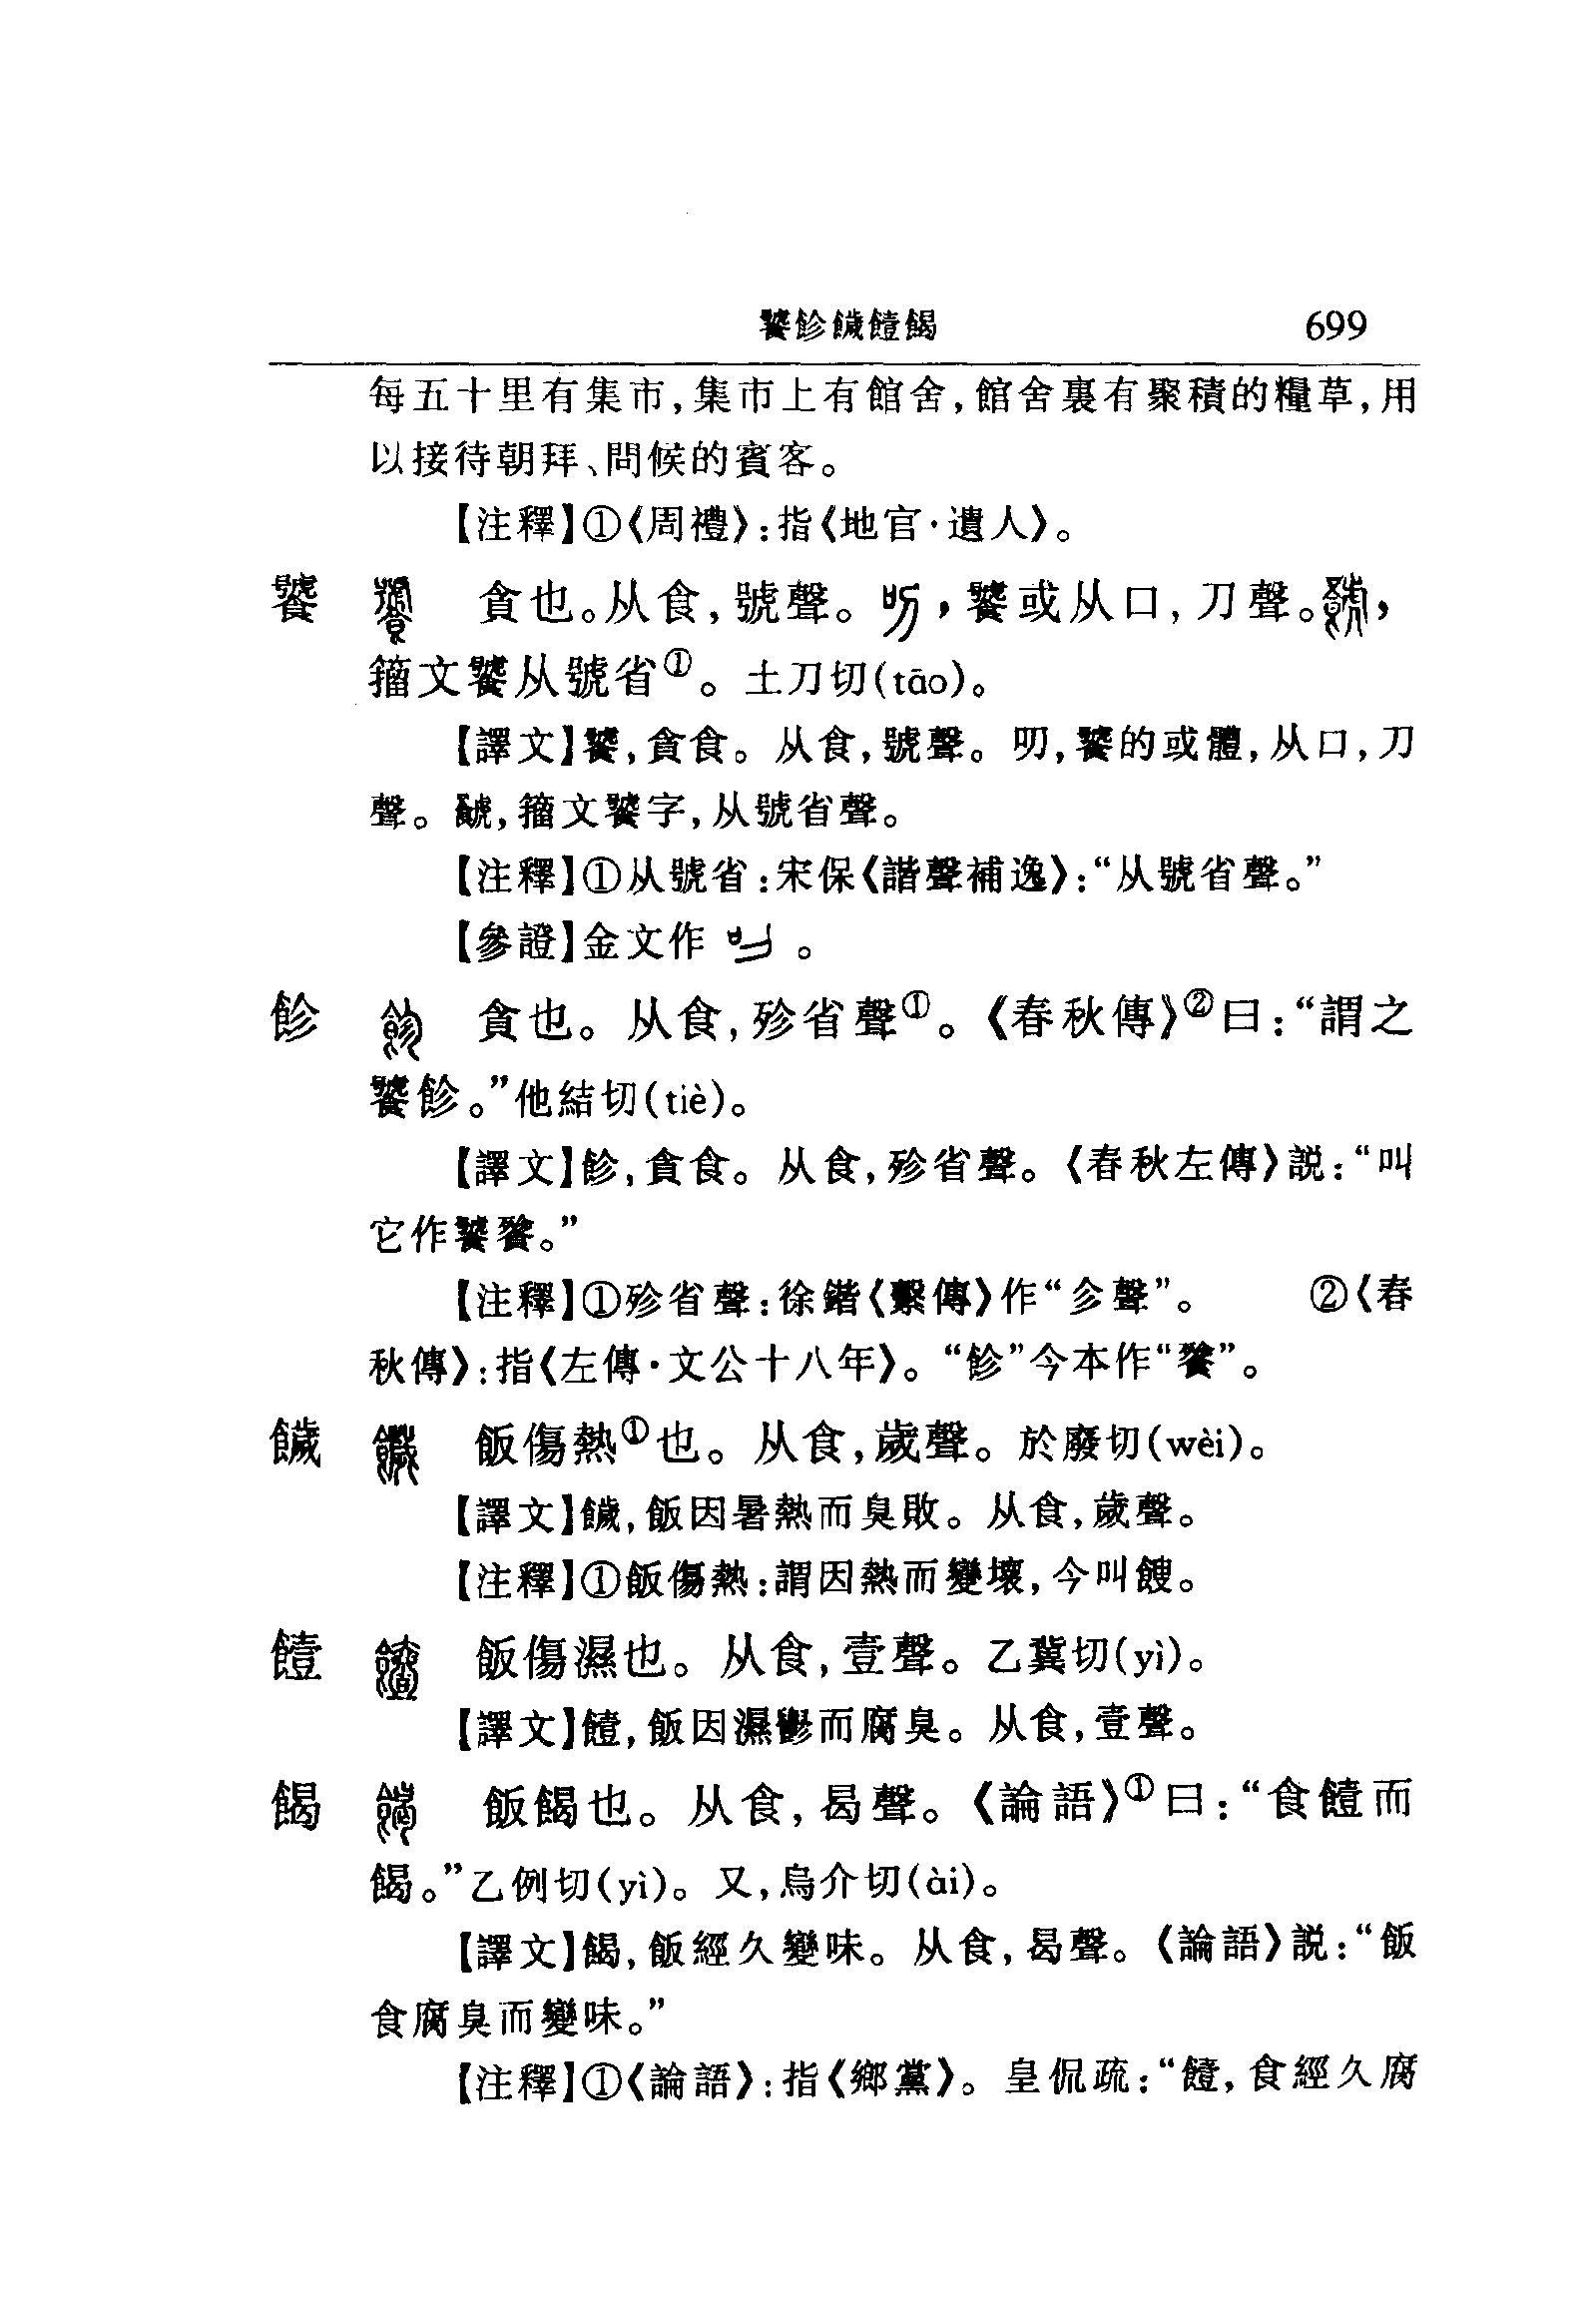 饕飻饖饐餲 699
每五十里有集市,集市上有館舍,館舍裏有聚積的糧草,用
以接待朝拜、問候的賓客。
【注釋】①《周禮》:指《地官·遺人》。
饕 貪也。从食,號聲。叨,饕或从口,刀聲。
籀文饕从號省①。土刀切(tāo)。
【譯文】饕,貪食。从食,號聲。叨,饕的或體,从口,刀
聲。,籀文饕字,从號省聲。
【注釋】①从號省:宋保《諧聲補逸》:“从號省聲。”
【參證】金文作 。
飻 貪也。从食,殄省聲①。《春秋傳》②曰:“謂之
饕飻。”他結切(tiè)。
【譯文】飻,貪食。从食,殄省聲。《春秋左傳》説:“叫
它作饕餮。”
【注釋】①殄省聲:徐鍇《繫傳》作“㐱聲”。 ②《春
秋傳》:指《左傳·文公十八年》。“飻”今本作“餮”。
饖 飯傷熱①也。从食,歲聲。於廢切(wèi)。
【譯文】饖,飯因暑熱而臭敗。从食,歲聲。
【注釋】①飯傷熱:謂因熱而變壞,今叫餿。
饐 飯傷濕也。从食,壹聲。乙冀切(yì)。
【譯文】饐,飯因濕鬱而腐臭。从食,壹聲。
餲 飯餲也。从食,曷聲。《論語》①曰:“食饐而
餲。”乙例切(yì)。又,烏介切(ài)。
【譯文】餲,飯經久變味。从食,曷聲。《論語》説:“飯
食腐臭而變味。”
【注釋】①《論語》:指《鄉黨》。皇侃疏:“饐,食經久腐